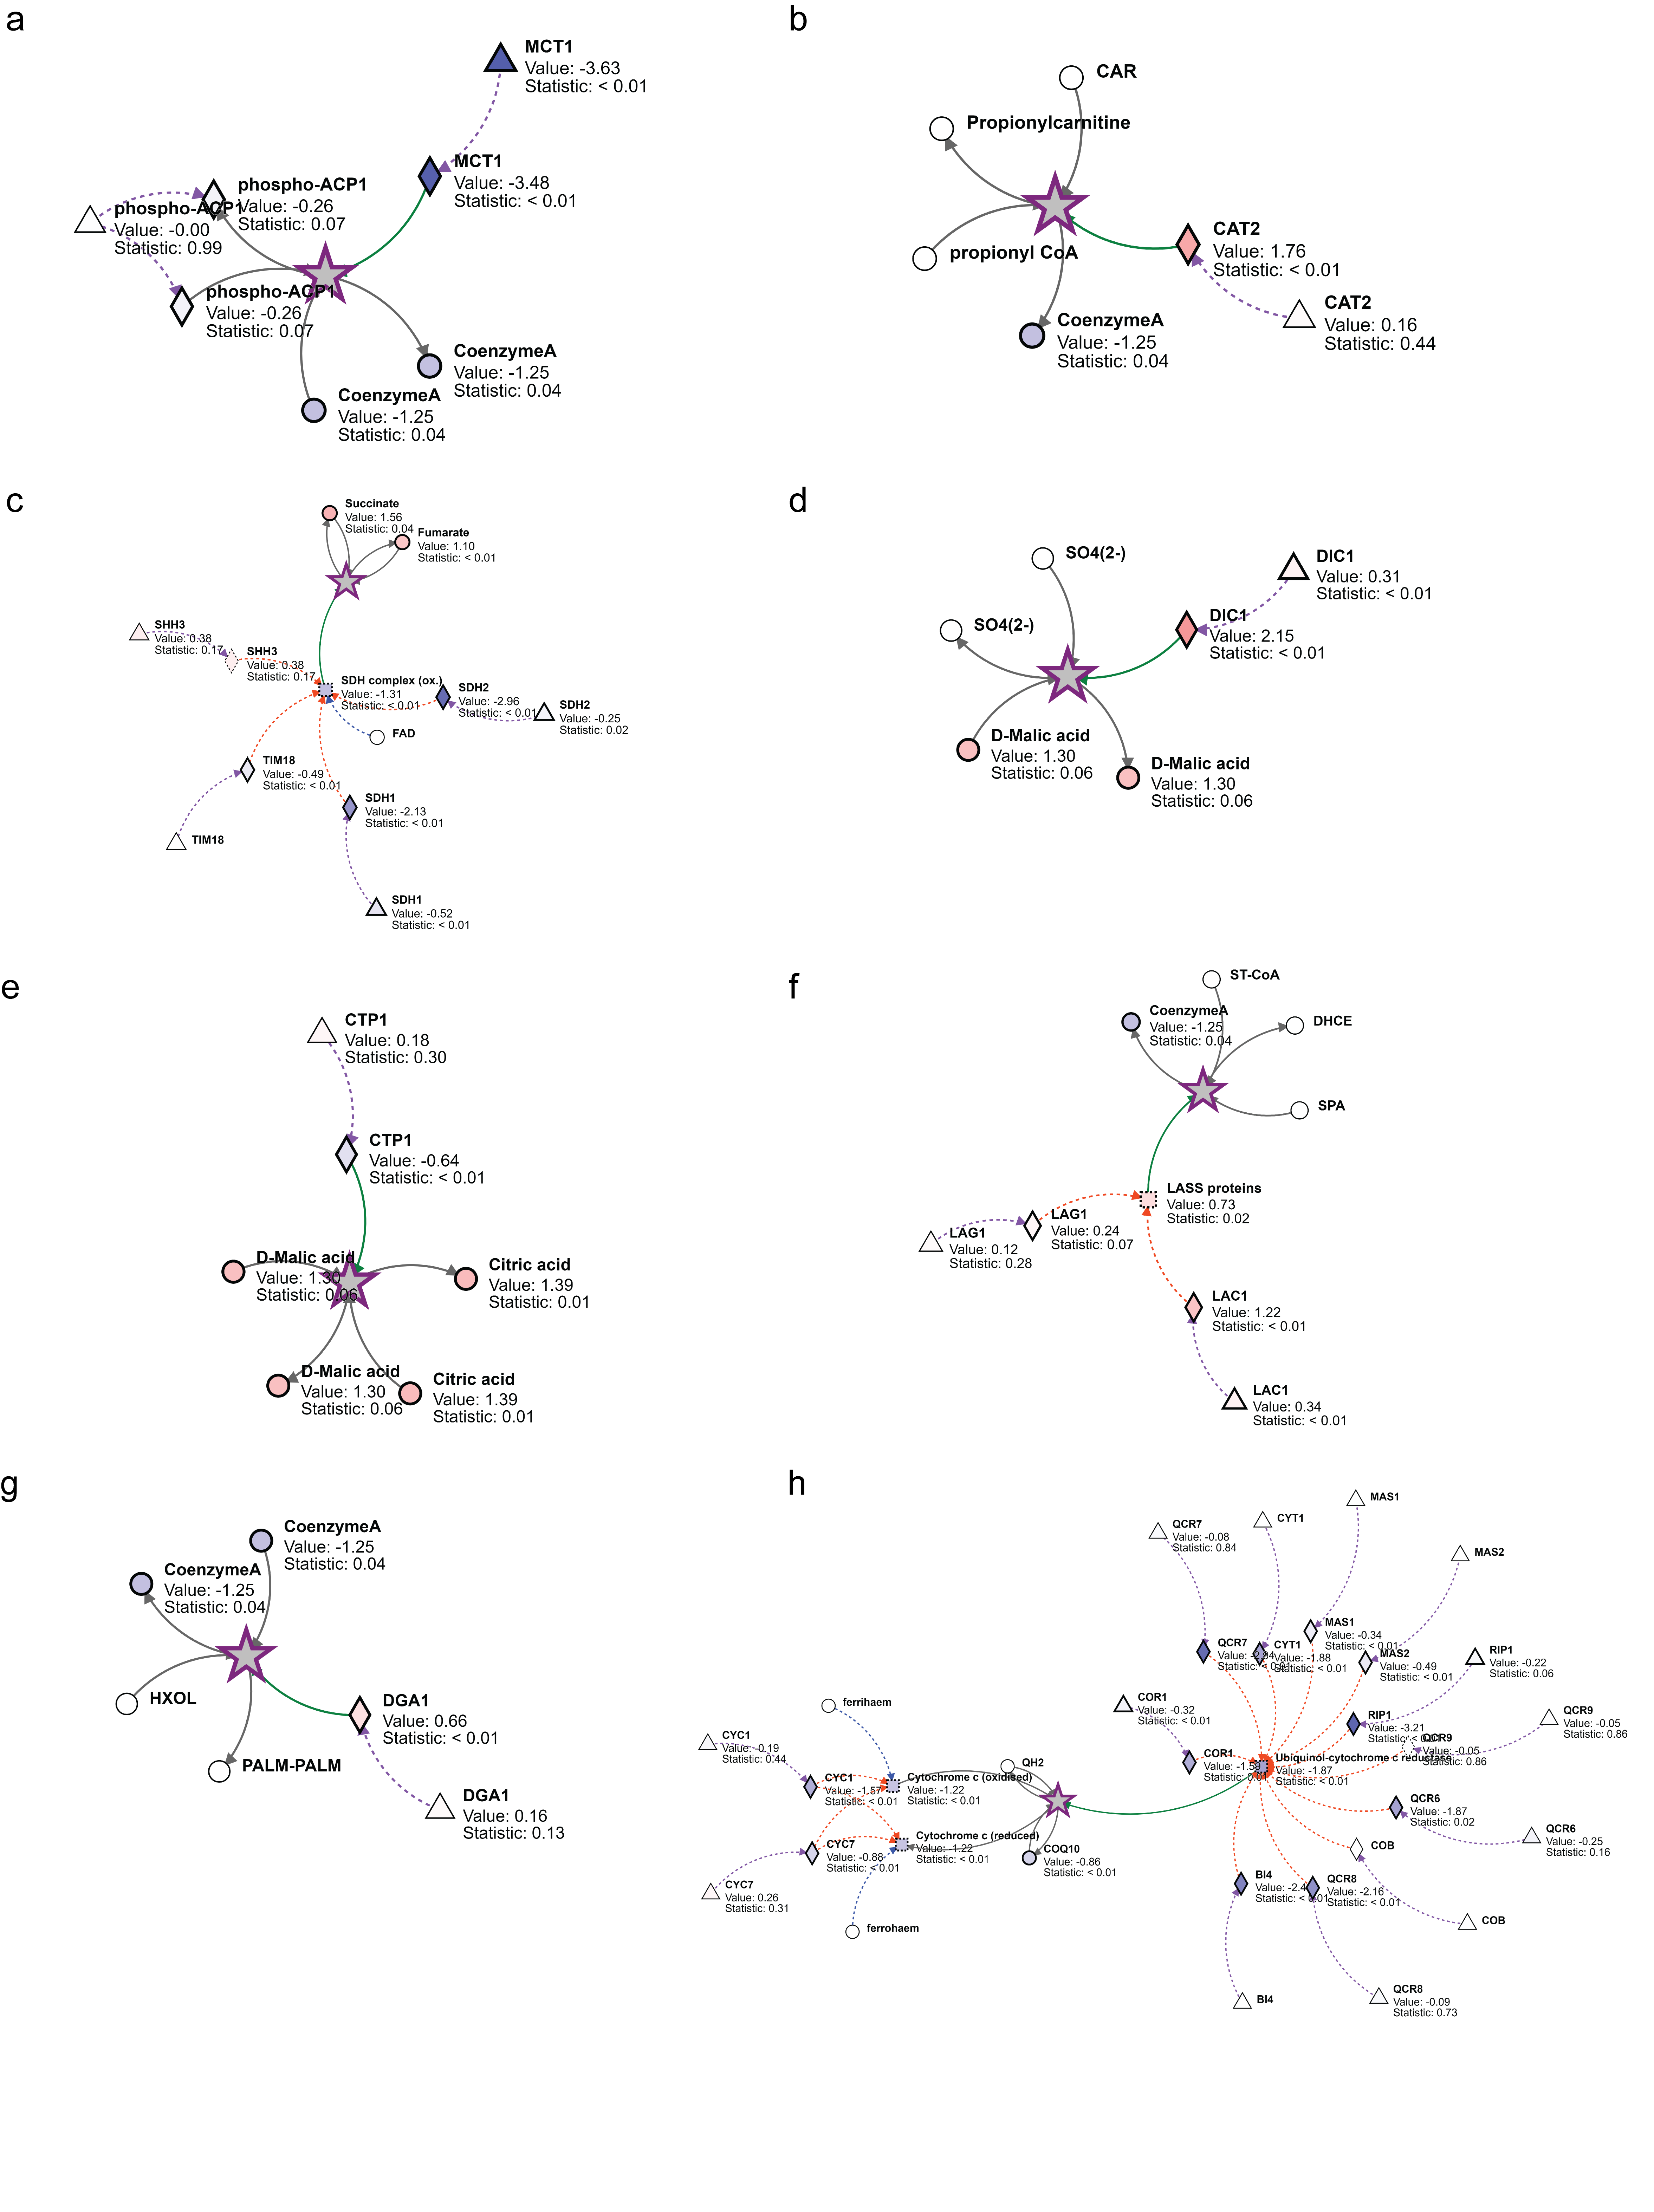 a
MCT1
Value: -3.63
Statistic: < 0.01
MCT1
Value: -3.48
Statistic: < 0.01
phospho-ACP1
Value: -0.26
Statistic: 0.07
phospho-ACP1
Value: -0.00
Statistic: 0.99
phospho-ACP1
Value: -0.26
Statistic: 0.07
CoenzymeA
Value: -1.25
Statistic: 0.04
CoenzymeA
Value: -1.25
Statistic: 0.04
b
CAR
Propionylcarnitine
propionyl CoA
CAT2
Value: 1.76
Statistic: < 0.01
CAT2
Value: 0.16
Statistic: 0.44
CoenzymeA
Value: -1.25
Statistic: 0.04
c
Succinate
Value: 1.56
Statistic: 0.04
Fumarate
Value: 1.10
Statistic: < 0.01
SHH3
Value: 0.38
Statistic: 0.17
SHH3
Value: 0.38
Statistic: 0.17
SDH complex (ox.)
Value: -1.31
Statistic: < 0.01
SDH2
Value: -2.96
Statistic: < 0.01
SDH2
Value: -0.25
Statistic: 0.02
FAD
TIM18
Value: -0.49
Statistic: < 0.01
TIM18
SDH1
Value: -2.13
Statistic: < 0.01
SDH1
Value: -0.52
Statistic: < 0.01
d
SO4(2-)
SO4(2-)
DIC1
Value: 0.31
Statistic: < 0.01
DIC1
Value: 2.15
Statistic: < 0.01
D-Malic acid
Value: 1.30
Statistic: 0.06
D-Malic acid
Value: 1.30
Statistic: 0.06
e
CTP1
Value: 0.18
Statistic: 0.30
CTP1
Value: -0.64
Statistic: < 0.01
D-Malic acid
Value: 1.30
Statistic: 0.06
Citric acid
Value: 1.39
Statistic: 0.01
D-Malic acid
Value: 1.30
Statistic: 0.06
Citric acid
Value: 1.39
Statistic: 0.01
f
ST-CoA
CoenzymeA
Value: -1.25
Statistic: 0.04
DHCE
SPA
LASS proteins
Value: 0.73
Statistic: 0.02
LAG1
Value: 0.24
Statistic: 0.07
LAG1
Value: 0.12
Statistic: 0.28
LAC1
Value: 1.22
Statistic: < 0.01
LAC1
Value: 0.34
Statistic: < 0.01
g
CoenzymeA
Value: -1.25
Statistic: 0.04
CoenzymeA
Value: -1.25
Statistic: 0.04
HXOL
PALM-PALM
DGA1
Value: 0.66
Statistic: < 0.01
DGA1
Value: 0.16
Statistic: 0.13
h
MAS1
QCR7
Value: -0.08
Statistic: 0.84
CYT1
MAS2
MAS1
Value: -0.34
Statistic: < 0.01
QCR7
Value:
Statistic:
CYT1
Value: -1.88
Statistic: < 0.01
MAS2
Value: -0.49
Statistic: < 0.01
RIP1
Value: -0.22
Statistic: 0.06
COR1
Value: -0.32
Statistic: < 0.01
RIP1
Value: -3.21
Statistic:
QCR9
Value: -0.05
Statistic: 0.86
QCR9
Value: -0.05
Statistic: 0.86
ferrihaem
CYC1
Value: -0.19
Statistic: 0.44
COR1
Statistic:
Ubiquinol-cytochrome c reductase
Value: -1.87
Statistic: < 0.01
QH2
CYC1
Value: -1.57
Statistic: < 0.01
Cytochrome c (oxidised)
Value: -1.22
Statistic: < 0.01
QCR6
Value: -1.87
Statistic: 0.02
QCR6
Value: -0.25
Statistic: 0.16
Cytochrome c (reduced)
Value: -1.22
Statistic: < 0.01
CYC7
Value: -0.88
Statistic: < 0.01
COQ10
Value: -0.86
Statistic: < 0.01
COB
CYC7
Value: 0.26
Statistic: 0.31
BI4
Statistic: < 0.01
QCR8
Value: -2.16
Statistic: < 0.01
COB
ferrohaem
BI4
QCR8
Value: -0.09
Statistic: 0.73